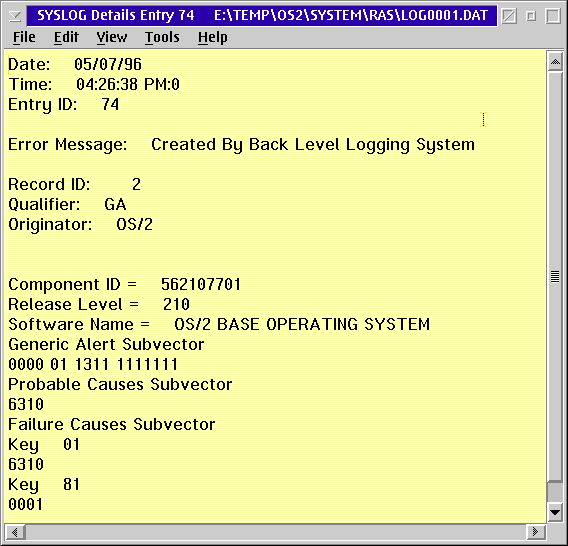 SYSLOG Details Entry 74 E:\TEMP\OS2\SYSTEM\RAS\LOG0001.DAT
File Edit View Tools Help
Date: 05/07/96
Time: 04:26:38 PM:0
Entry ID: 74
Error Message: Created By Back Level Logging System
Record ID: 2
Qualifier: GA
Originator: OS/2
Component ID = 562107701
Release Level = 210
Software Name = OS/2 BASE OPERATING SYSTEM
Generic Alert Subvector
0000 01 1311 1111111
Probable Causes Subvector
6310
Failure Causes Subvector
Key 01
6310
Key 81
0001